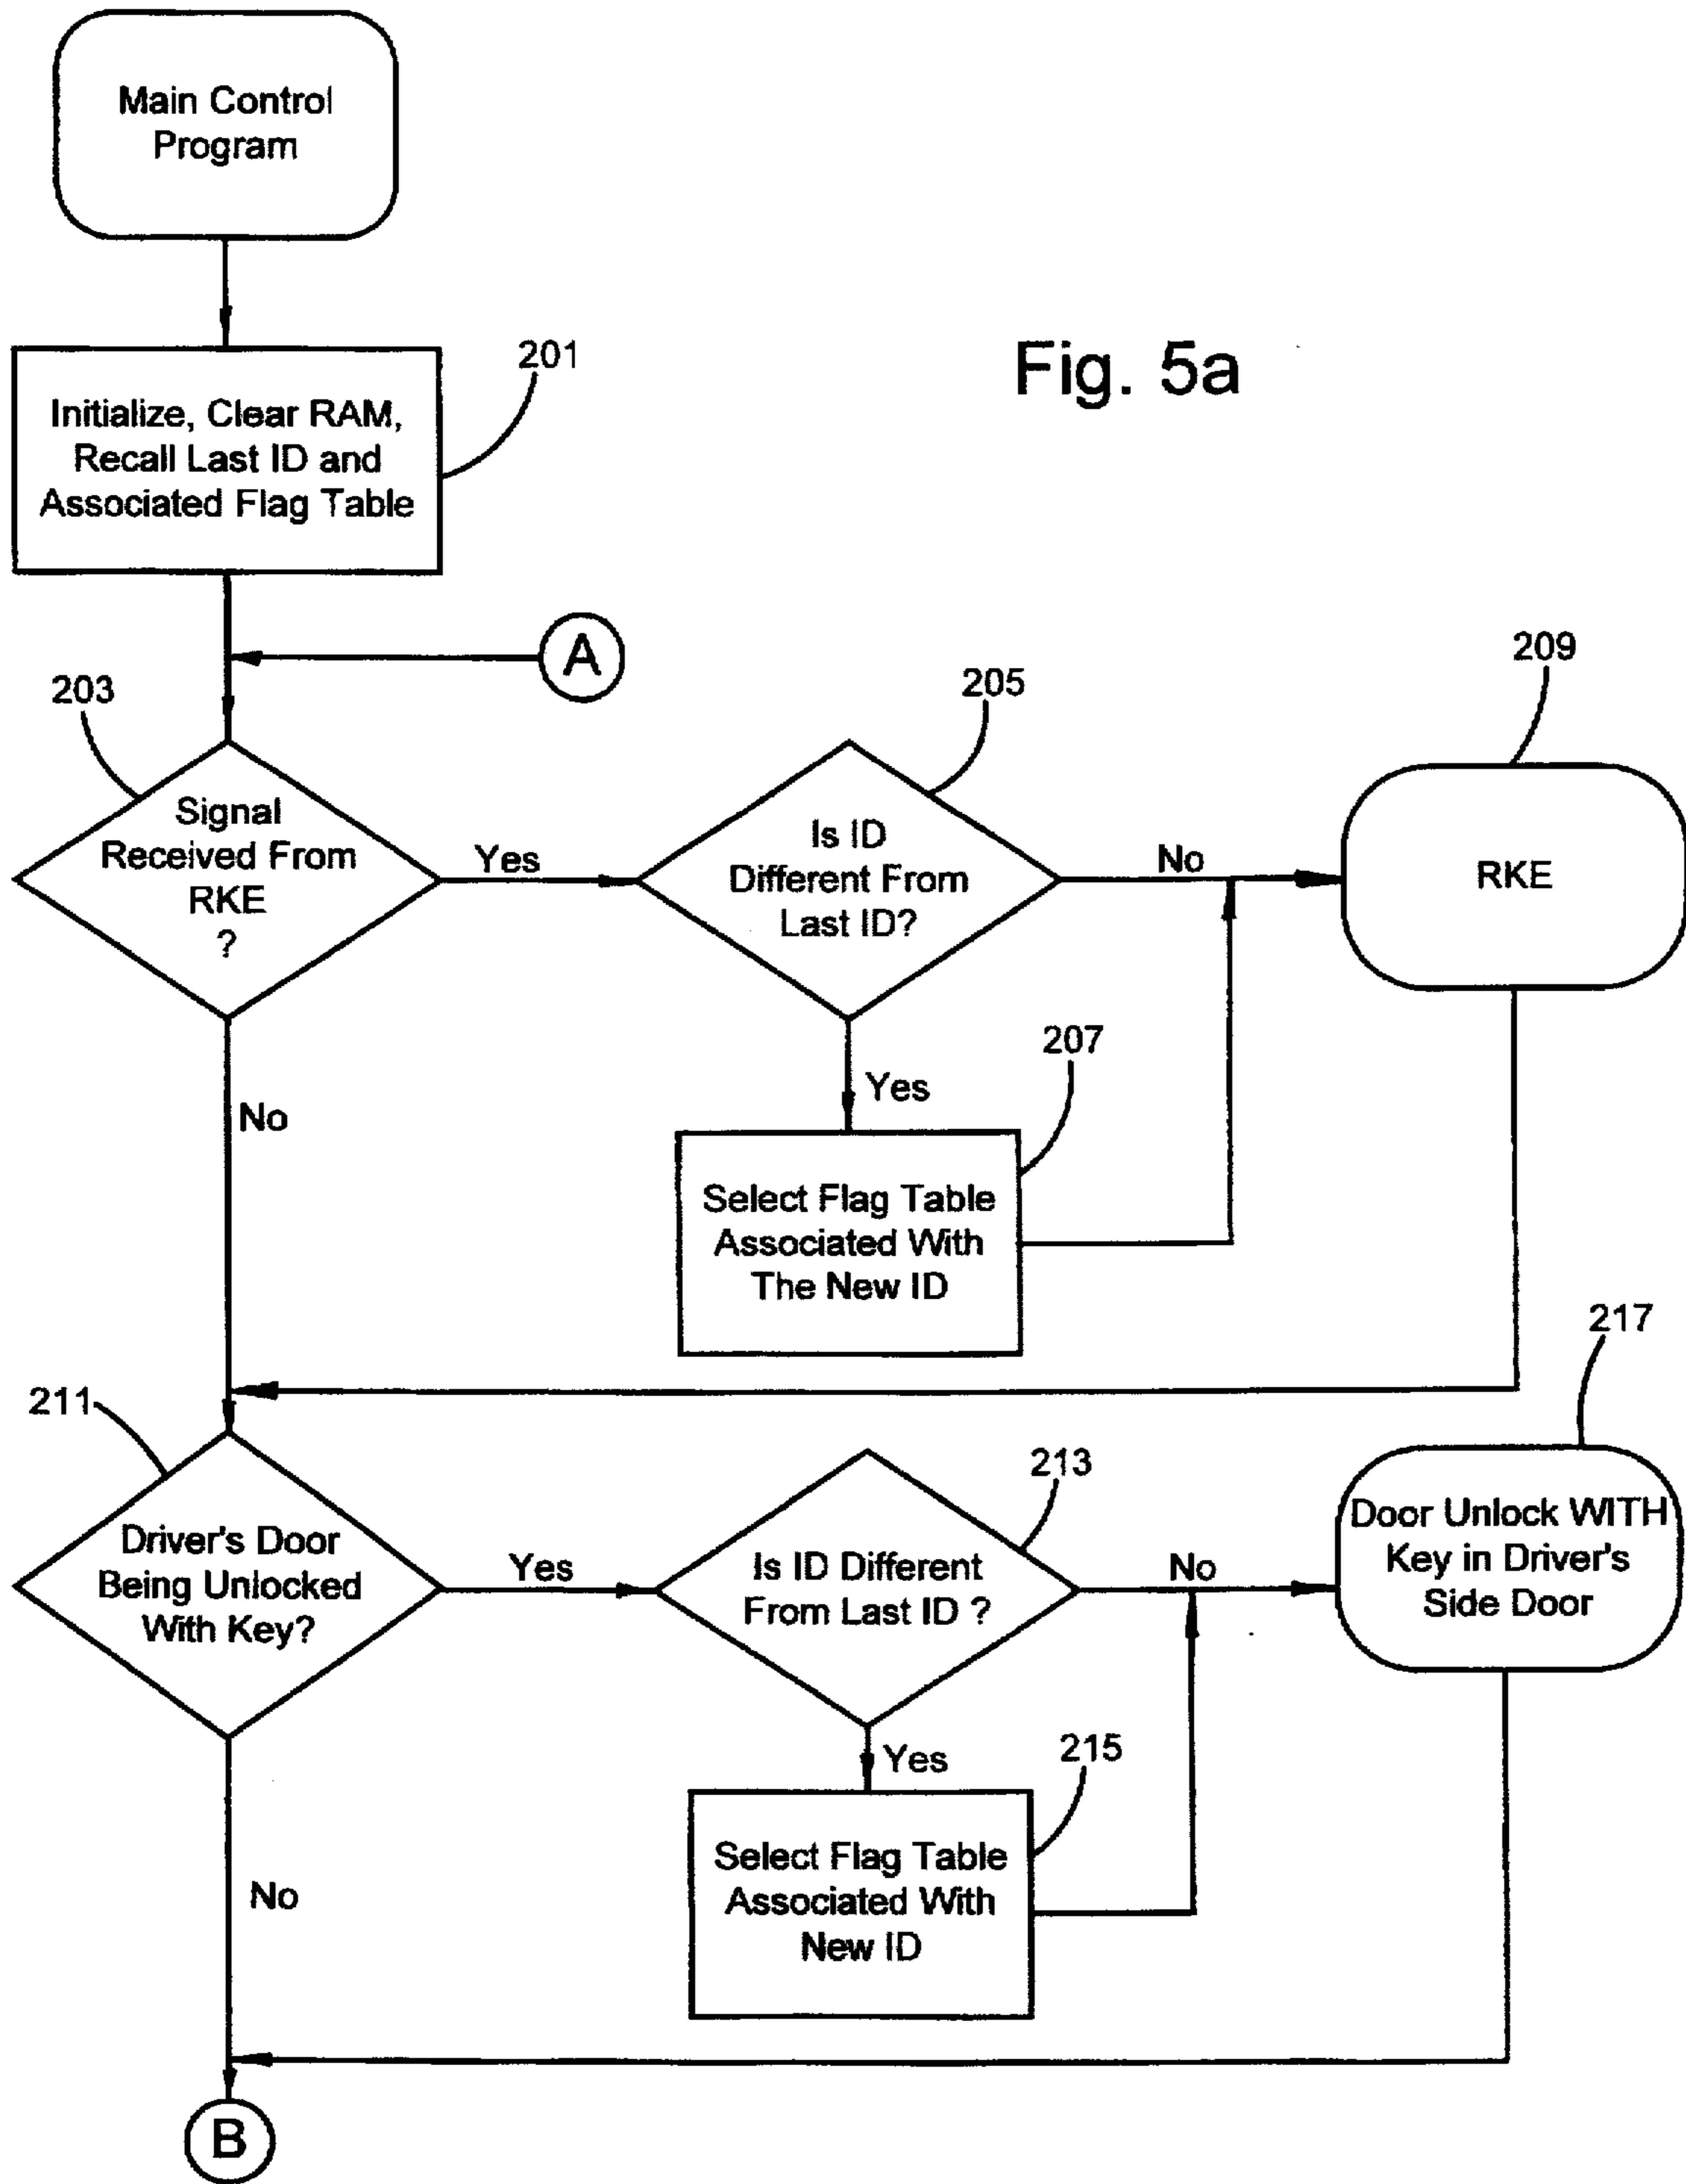 Main Control
Program
201
Initialize, Clear RAM,
Recall Last ID and
Associated Flag Table
Fig. 5a
A
203
Signal
Received From
RKE
?
Yes
No
205
Is ID
Different From
Last ID?
No
Yes
209
RKE
207
Select Flag Table
Associated With
The New ID
211
Driver's Door
Being Unlocked
With Key?
Yes
No
213
Is ID Different
From Last ID ?
No
Yes
217
Door Unlock WITH
Key in Driver's
Side Door
215
Select Flag Table
Associated With
New ID
B